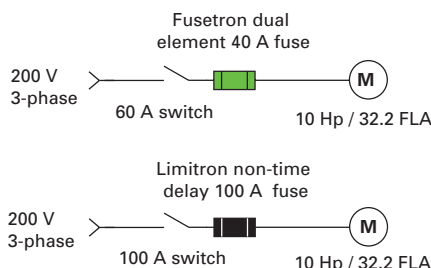 Fusetron dual
element 40 A fuse
200 V
3-phase
M
60 A switch
10 Hp / 32.2 FLA
Limitron non-time
delay 100 A fuse
200 V
3-phase
M
100 A switch
10 Hp / 32.2 FLA